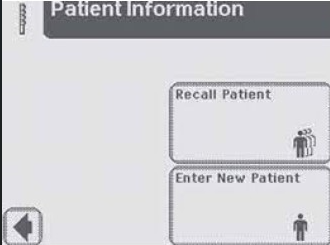 Patient Information
Recall Patient
Enter New Patient